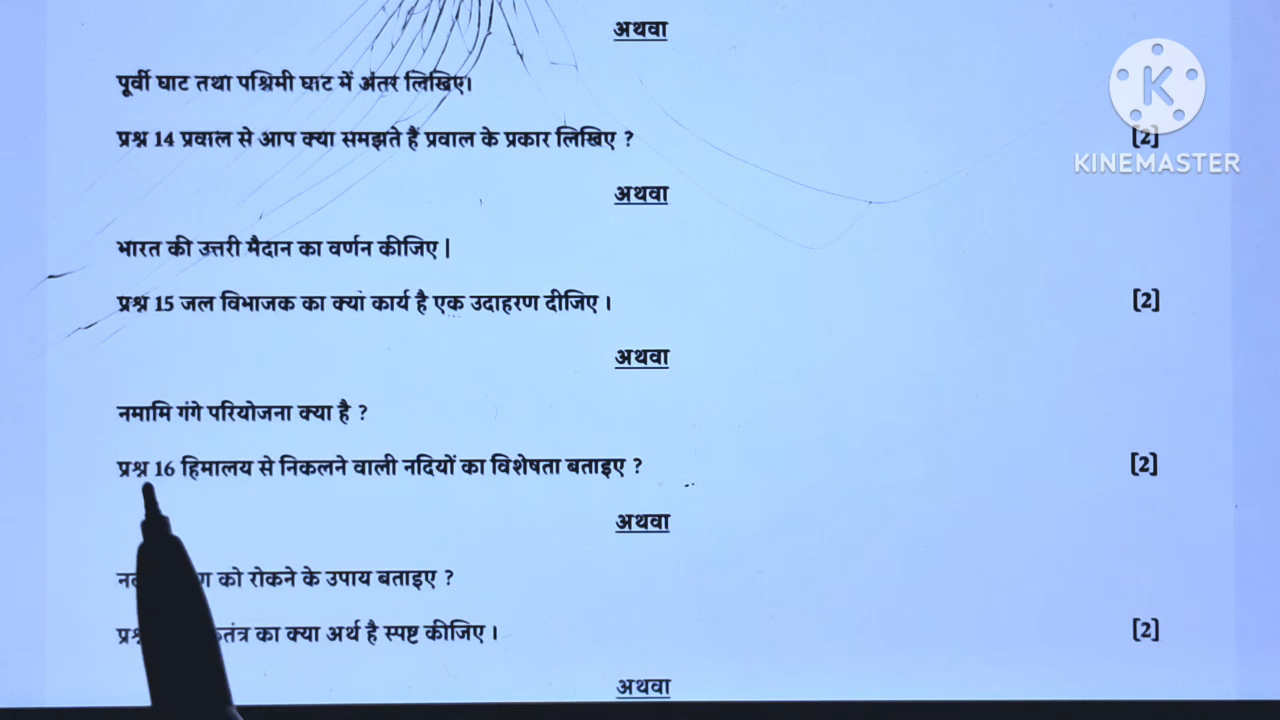 अथवा
पूर्वी घाट तथा पश्चिमी घाट में अंतर लिखिए।
प्रश्न 14 प्रवाल से आप क्या समझते हैं प्रवाल के प्रकार लिखिए ? [2]
K
KINEMASTER
अथवा
भारत की उत्तरी मैदान का वर्णन कीजिए |
प्रश्न 15 जल विभाजक का क्या कार्य है एक उदाहरण दीजिए । [2]
अथवा
नमामि गंगे परियोजना क्या है ?
प्रश्न 16 हिमालय से निकलने वाली नदियों का विशेषता बताइए ? [2]
अथवा
को रोकने के उपाय बताइए ?
का क्या अर्थ है स्पष्ट कीजिए । [2]
अथवा